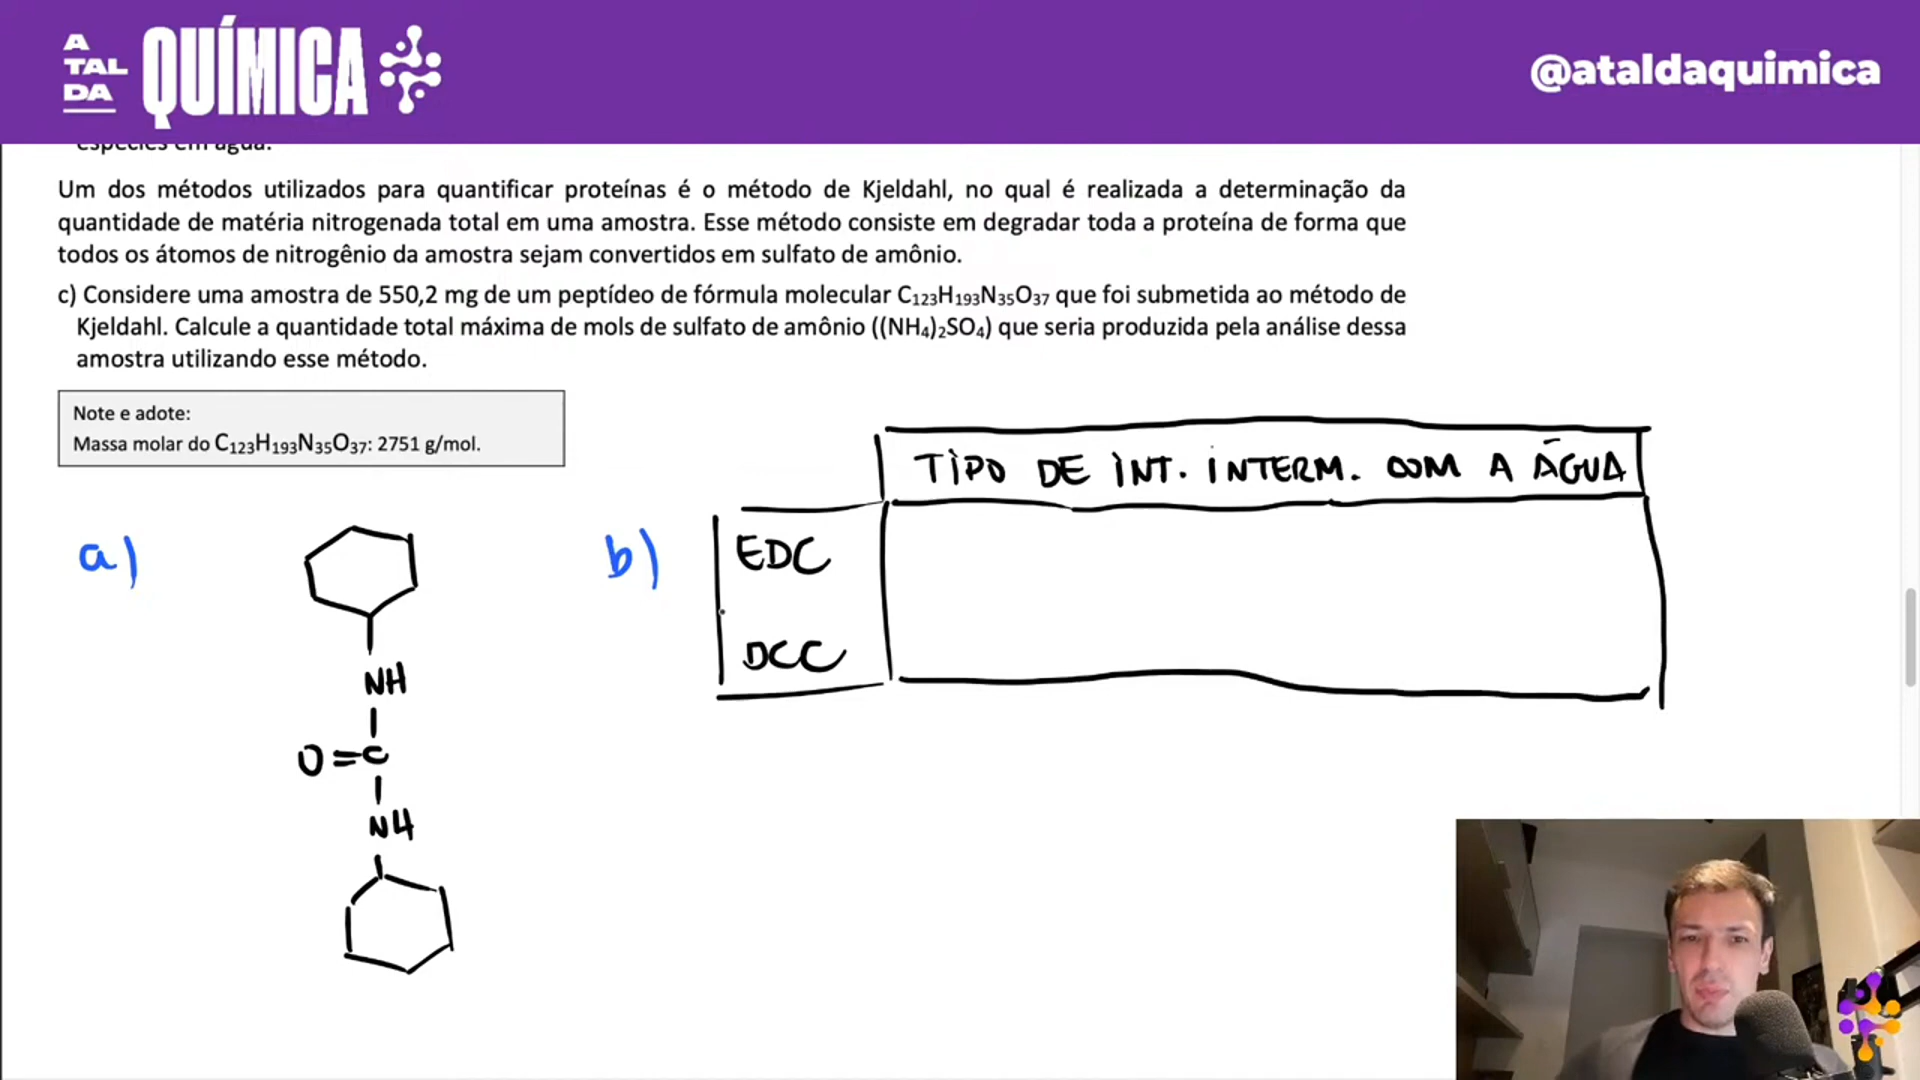 A
TAL
DA
QUÍMICA
@ataldaquimica
espécies em água.
Um dos métodos utilizados para quantificar proteínas é o método de Kjeldahl, no qual é realizada a determinação da
quantidade de matéria nitrogenada total em uma amostra. Esse método consiste em degradar toda a proteína de forma que
todos os átomos de nitrogênio da amostra sejam convertidos em sulfato de amônio.
c) Considere uma amostra de 550,2 mg de um peptídeo de fórmula molecular C₁₂₃H₁₉₃N₃₅O₃₇ que foi submetida ao método de
Kjeldahl. Calcule a quantidade total máxima de mols de sulfato de amônio ((NH₄)₂SO₄) que seria produzida pela análise dessa
amostra utilizando esse método.
Note e adote:
Massa molar do C₁₂₃H₁₉₃N₃₅O₃₇: 2751 g/mol.
TIPO DE INT. INTERM. COM A ÁGUA
a)
b)
EDC
DCC
NH
O=C
NH